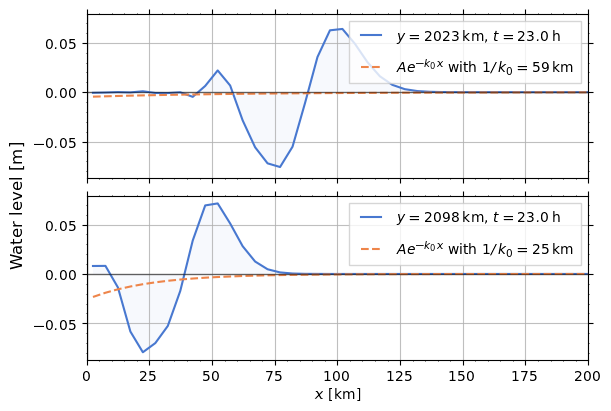 0.05
0.00
−0.05
y = 2023 km, t = 23.0 h
Ae^{−k₀x} with 1/k₀ = 59 km
Water level [m]
0.05
0.00
−0.05
y = 2098 km, t = 23.0 h
Ae^{−k₀x} with 1/k₀ = 25 km
0 25 50 75 100 125 150 175 200
x [km]